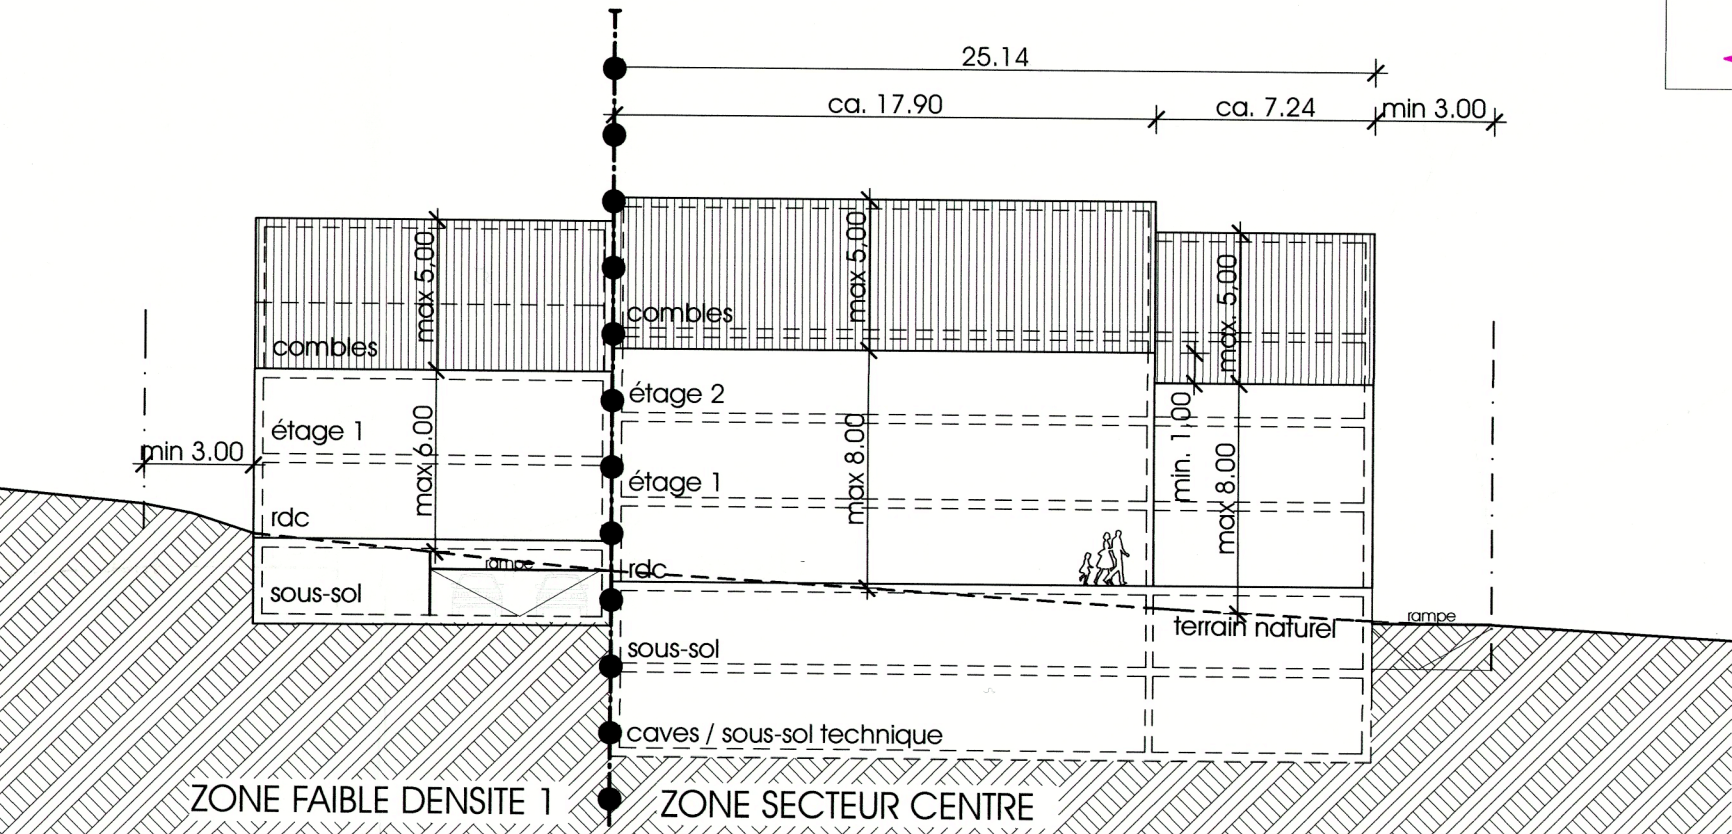 25.14
ca. 17.90
ca. 7.24
min 3.00
max 5,00
combles
max 5,00
combles
max. 5,00
étage 1
max 6.00
min 3.00
rdc
rampe
sous-sol
étage 2
étage 1
max 8.00
rdc
min. 1,00
max 8.00
terrain naturel
rampe
sous-sol
caves / sous-sol technique
ZONE FAIBLE DENSITE 1
ZONE SECTEUR CENTRE